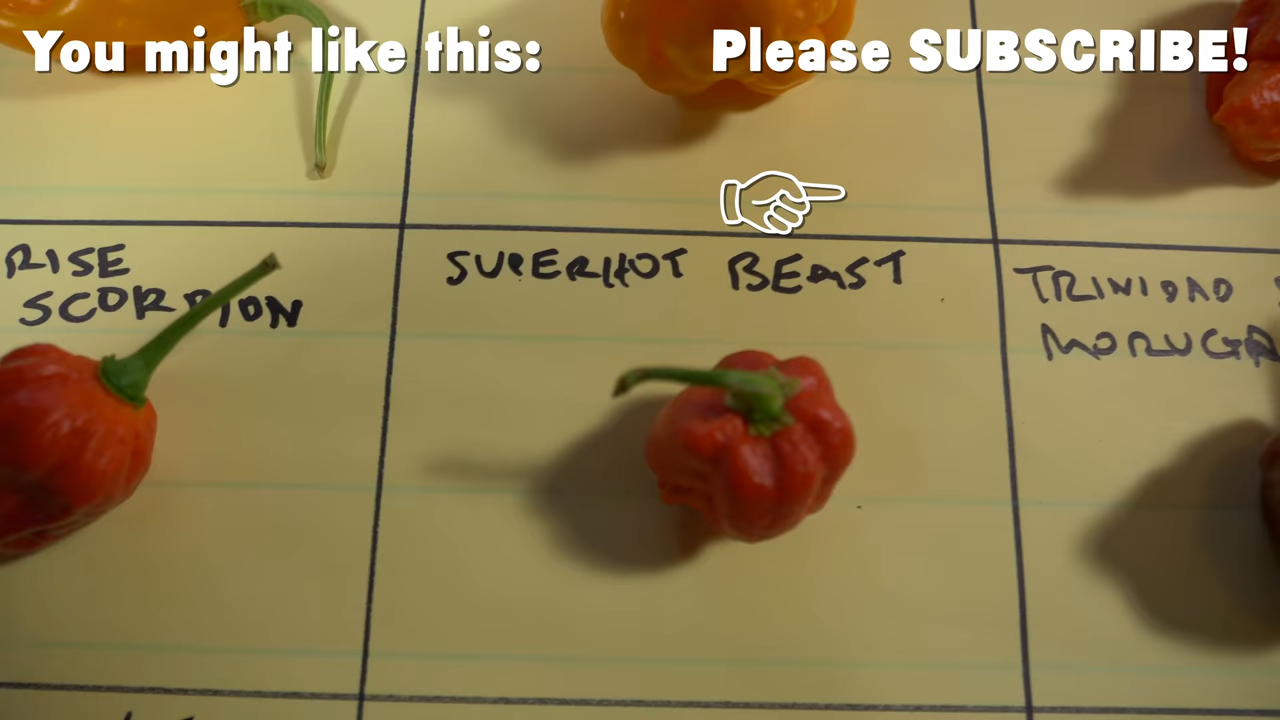 You might like this:
Please SUBSCRIBE!
RISE
SCORPION
SUPERHOT BEAST
TRINIDAD
MORUGA